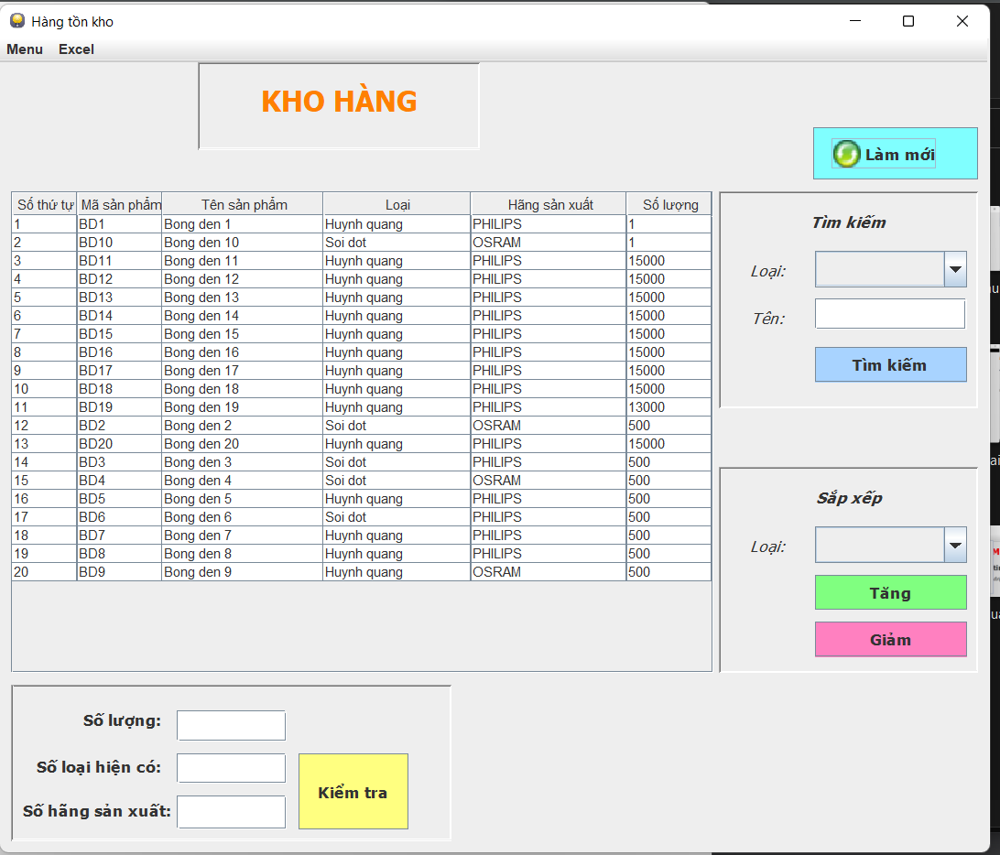 Hàng tồn kho
Menu Excel
KHO HÀNG
Làm mới
Số thứ tự Mã sản phẩm Tên sản phẩm Loại Hãng sản xuất Số lượng
1 BD1 Bong den 1 Huynh quang PHILIPS 1
2 BD10 Bong den 10 Soi dot OSRAM 1
3 BD11 Bong den 11 Huynh quang PHILIPS 15000
4 BD12 Bong den 12 Huynh quang PHILIPS 15000
5 BD13 Bong den 13 Huynh quang PHILIPS 15000
6 BD14 Bong den 14 Huynh quang PHILIPS 15000
7 BD15 Bong den 15 Huynh quang PHILIPS 15000
8 BD16 Bong den 16 Huynh quang PHILIPS 15000
9 BD17 Bong den 17 Huynh quang PHILIPS 15000
10 BD18 Bong den 18 Huynh quang PHILIPS 15000
11 BD19 Bong den 19 Huynh quang PHILIPS 13000
12 BD2 Bong den 2 Soi dot OSRAM 500
13 BD20 Bong den 20 Huynh quang PHILIPS 15000
14 BD3 Bong den 3 Soi dot PHILIPS 500
15 BD4 Bong den 4 Soi dot OSRAM 500
16 BD5 Bong den 5 Huynh quang PHILIPS 500
17 BD6 Bong den 6 Soi dot PHILIPS 500
18 BD7 Bong den 7 Huynh quang PHILIPS 500
19 BD8 Bong den 8 Huynh quang PHILIPS 500
20 BD9 Bong den 9 Huynh quang OSRAM 500
Tìm kiếm
Loại:
Tên:
Tìm kiếm
Sắp xếp
Loại:
Tăng
Giảm
Số lượng:
Số loại hiện có:
Số hãng sản xuất:
Kiểm tra